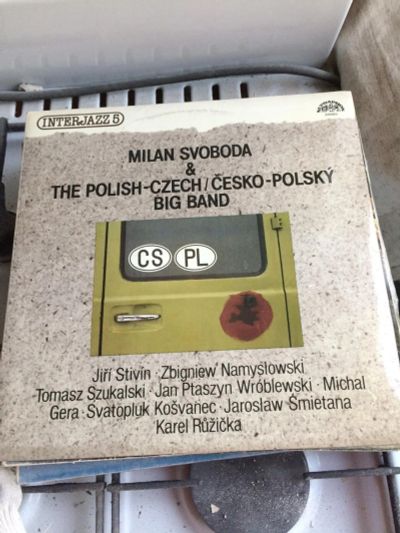 INTERJAZZ 5
SUPRAPHON
MILAN SVOBODA
&
THE POLISH-CZECH/ČESKO-POLSKÝ
BIG BAND
CS PL
Jiří Stivín · Zbigniew Namysłowski
Tomasz Szukalski · Jan Ptaszyn Wróblewski · Michal
Gera · Svatopluk Košvanec · Jarosław Śmietana
Karel Růžička